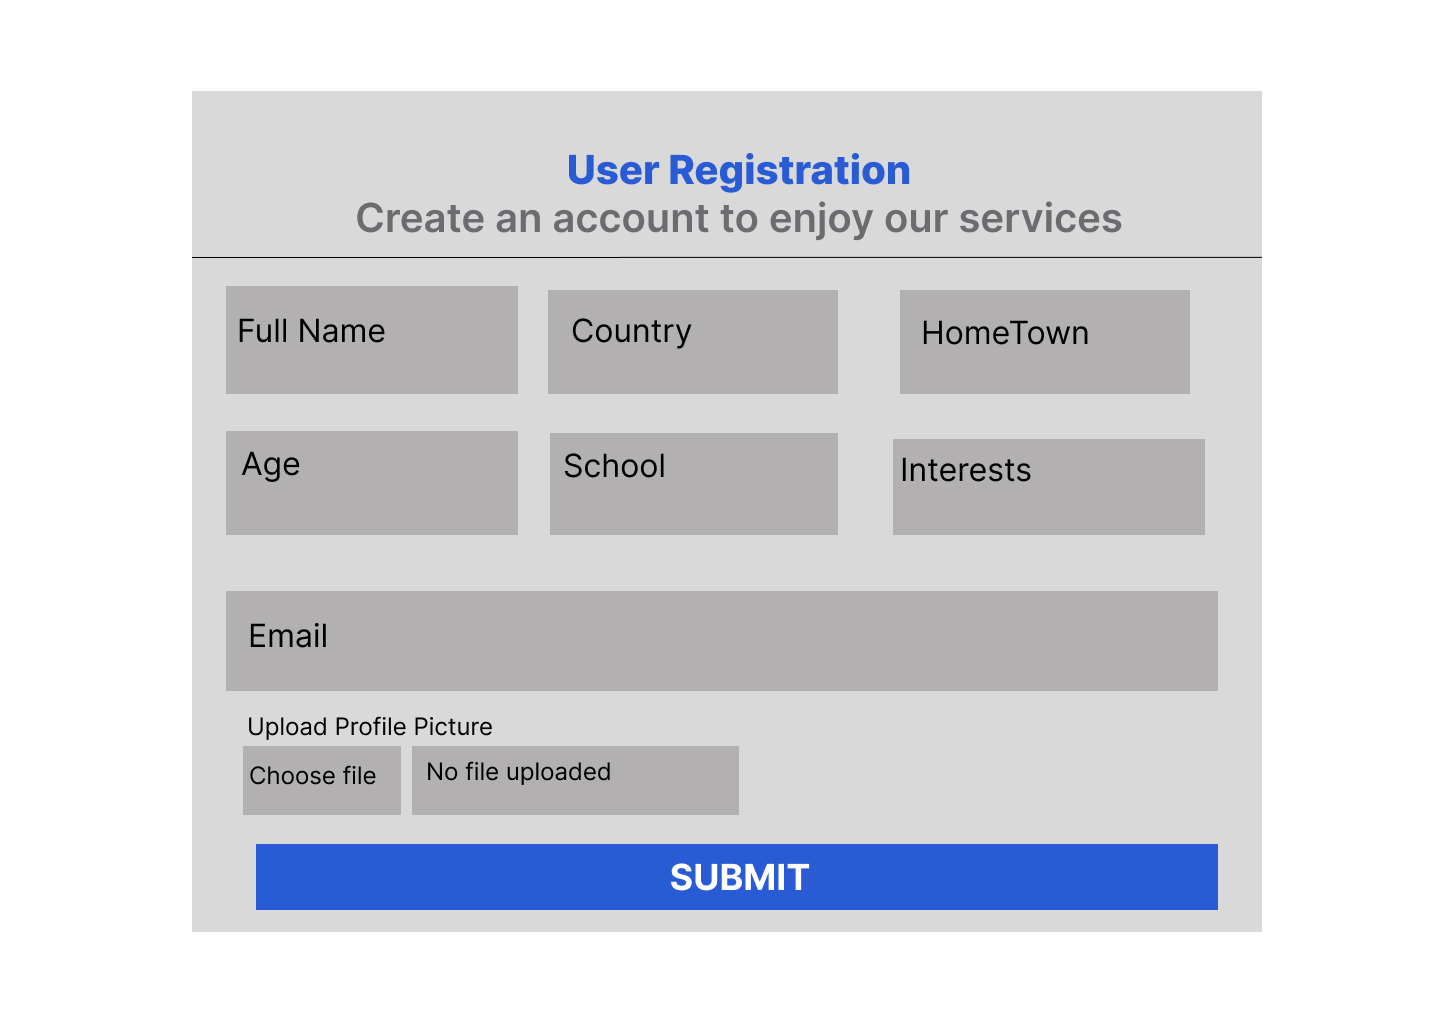 User Registration
Create an account to enjoy our services
Full Name
Country
HomeTown
Age
School
Interests
Email
Upload Profile Picture
Choose file
No file uploaded
SUBMIT